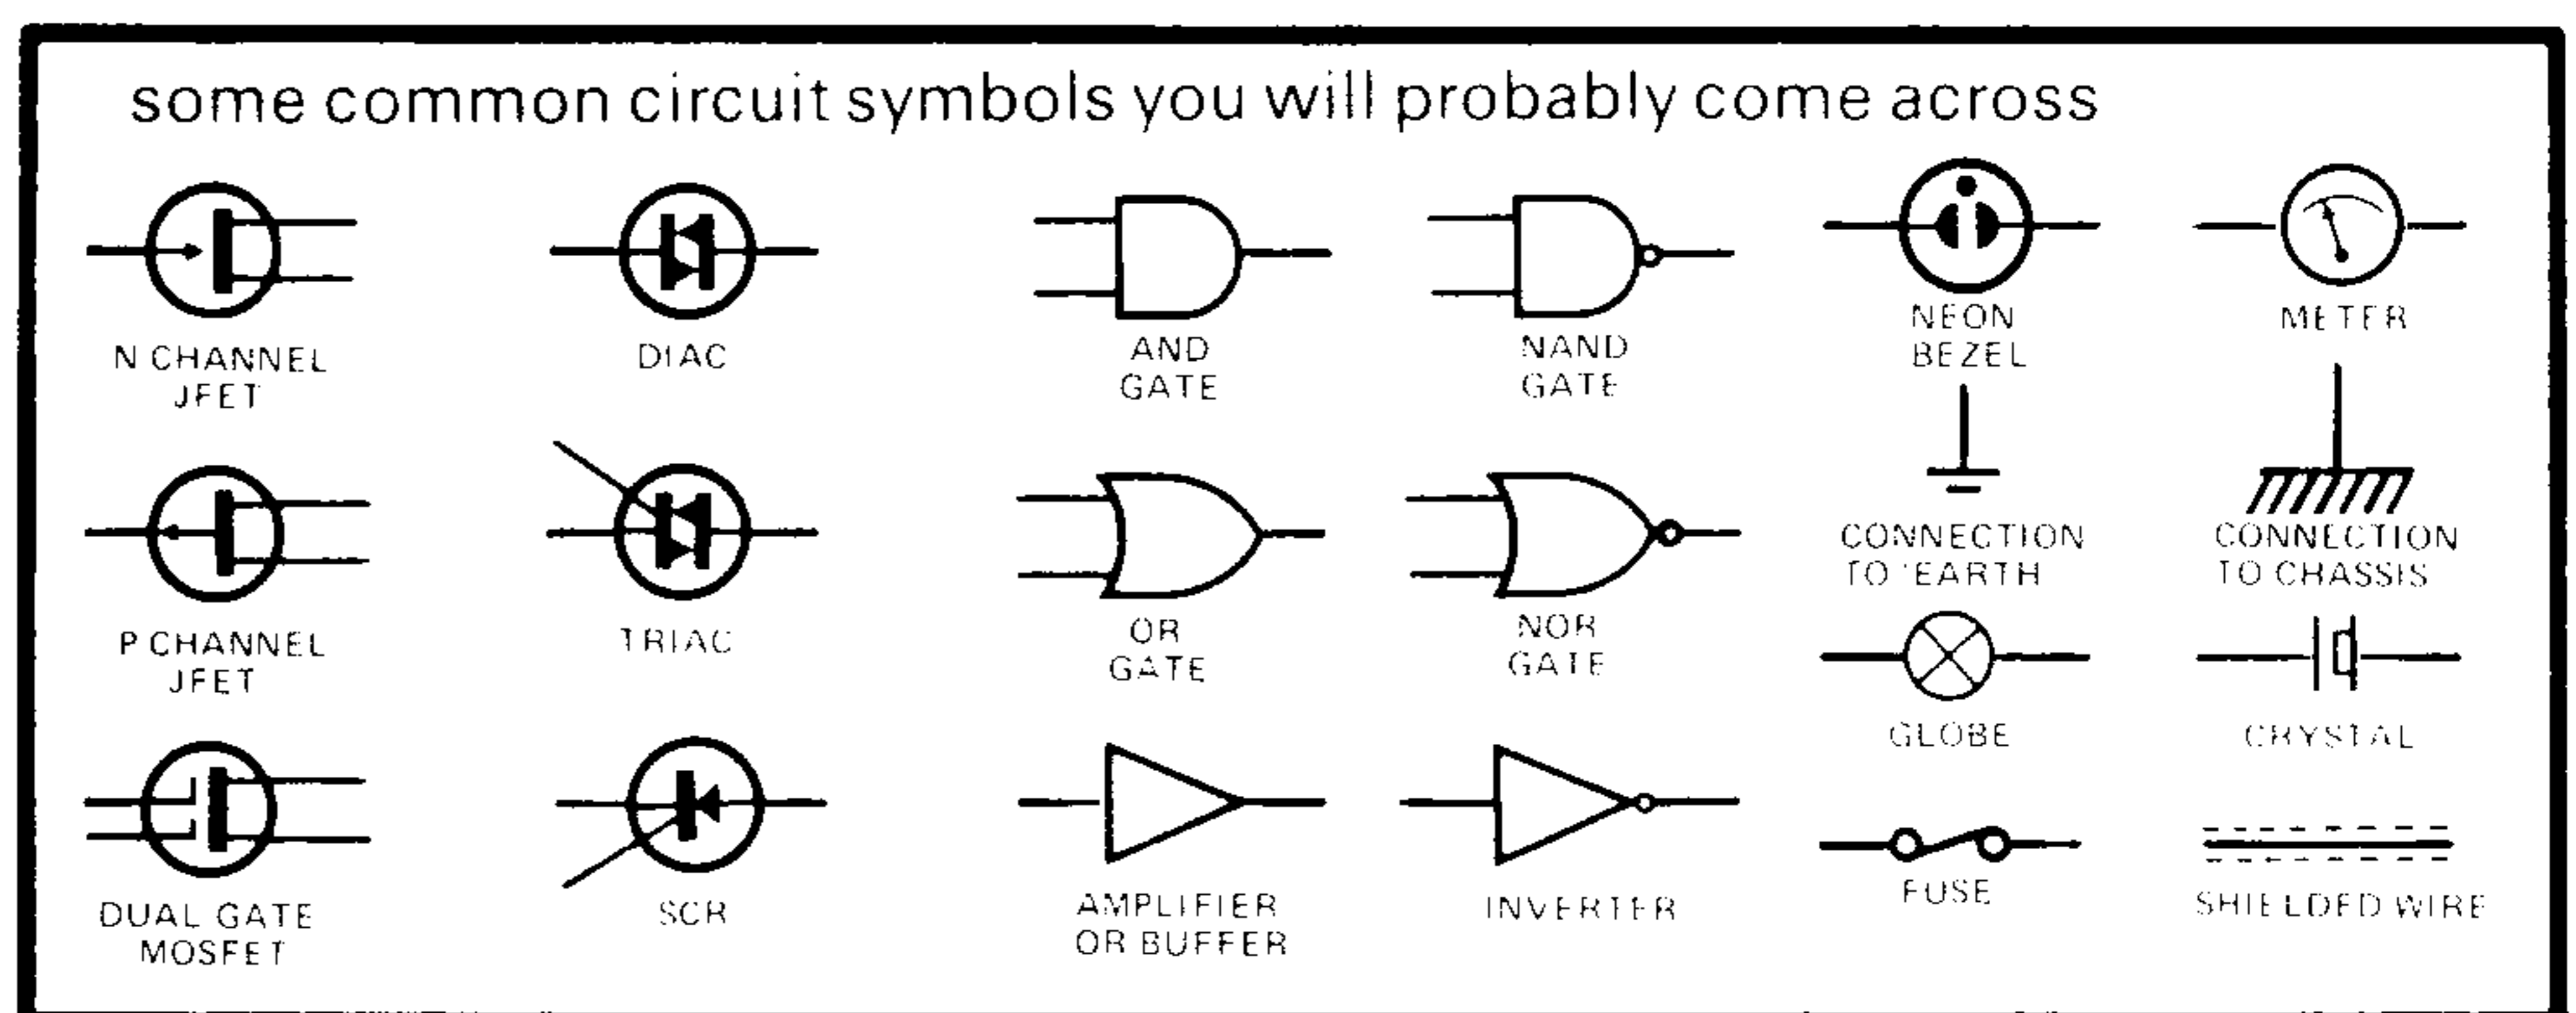 some common circuit symbols you will probably come across
N CHANNEL
JFET
DIAC
AND
GATE
NAND
GATE
NEON
BEZEL
METER
P CHANNEL
JFET
TRIAC
OR
GATE
NOR
GATE
CONNECTION
TO 'EARTH
CONNECTION
TO CHASSIS
GLOBE
CRYSTAL
DUAL GATE
MOSFET
SCR
AMPLIFIER
OR BUFFER
INVERTER
FUSE
SHIELDED WIRE